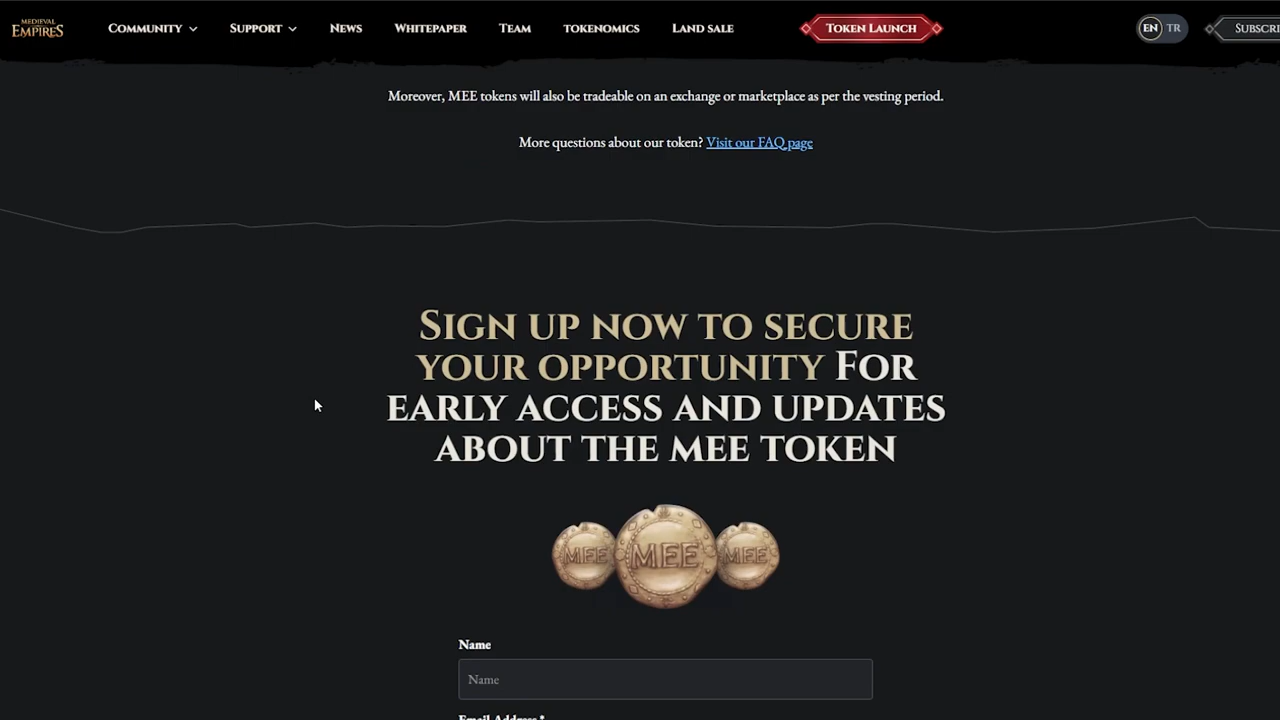 MEDIEVAL
EMPIRES
COMMUNITY
SUPPORT
NEWS
WHITEPAPER
TEAM
TOKENOMICS
LAND SALE
TOKEN LAUNCH
EN TR
Moreover, MEE tokens will also be tradeable on an exchange or marketplace as per the vesting period.
More questions about our token? Visit our FAQ page
SIGN UP NOW TO SECURE
YOUR OPPORTUNITY FOR
EARLY ACCESS AND UPDATES
ABOUT THE MEE TOKEN
MEE MEE MEE
Name
Name
Email Address *